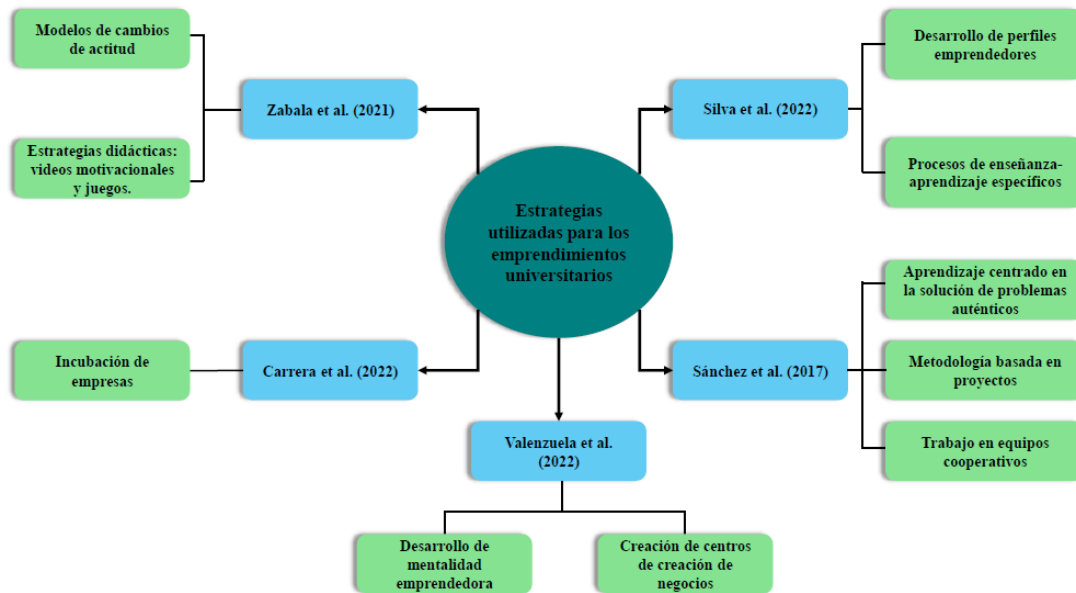 Modelos de cambios
de actitud
Zabala et al. (2021)
Estrategias didácticas:
videos motivacionales
y juegos.
Desarrollo de perfiles
emprendedores
Silva et al. (2022)
Procesos de enseñanza-
aprendizaje específicos
Estrategias
utilizadas para los
emprendimientos
universitarios
Incubación de
empresas
Carrera et al. (2022)
Aprendizaje centrado en
la solución de problemas
auténticos
Sánchez et al. (2017)
Metodología basada en
proyectos
Trabajo en equipos
cooperativos
Valenzuela et al.
(2022)
Desarrollo de
mentalidad
emprendedora
Creación de centros
de creación de
negocios